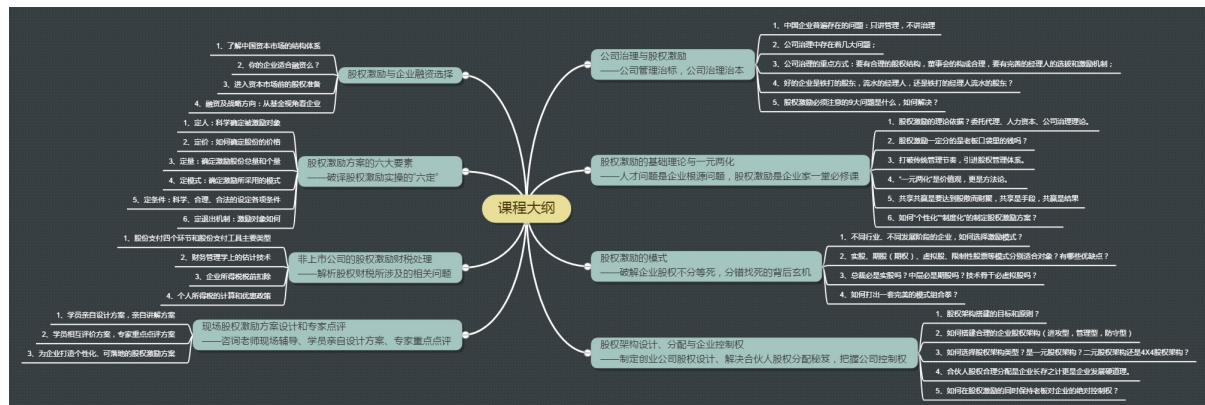 课程大纲
公司治理与股权激励
——公司管理治标，公司治理治本
1、中国企业普遍存在的问题：只讲管理，不讲治理
2、公司治理中存在着几大问题；
3、公司治理的重点方式：要有合理的股权结构，董事会的构成合理，要有完善的经理人的选拔和激励机制；
4、好的企业是铁打的股东，流水的经理人，还是铁打的经理人流水的股东？
5、股权激励必须注意的9大问题是什么，如何解决？
股权激励的基础理论与一元两化
——人才问题是企业根源问题，股权激励是企业家一堂必修课
1、股权激励的理论依据？委托代理、人力资本、公司治理理论。
2、股权激励一定分的是老板口袋里的钱吗？
3、打破传统管理节奏，引进股权管理体系。
4、“一元两化”是价值观，更是方法论。
5、共享共赢是要达到股散而财聚，共享是手段，共赢是结果
6、如何“个性化”“制度化”的制定股权激励方案？
股权激励的模式
——破解企业股权不分等死，分错找死的背后玄机
1、不同行业、不同发展阶段的企业，如何选择激励模式？
2、实股、期股（期权）、虚拟股、限制性股票等模式分别适合对象？有哪些优缺点？
3、总裁必是实股吗？中层必是期股吗？技术骨干必虚拟股吗？
4、如何打出一套完美的模式组合拳？
股权架构设计、分配与企业控制权
——制定创业公司股权设计、解决合伙人股权分配秘笈，把握公司控制权
1、股权架构搭建的目标和原则？
2、如何搭建合理的企业股权架构（进攻型，管理型，防守型）
3、如何选择股权架构类型？是一元股权架构？二元股权架构还是4X4股权架构？
4、合伙人股权合理分配是企业长存之计更是企业发展硬道理。
5、如何在股权激励的同时保持老板对企业的绝对控制权？
股权激励与企业融资选择
1、了解中国资本市场的结构体系
2、你的企业适合融资么？
3、进入资本市场前的股权准备
4、融资及战略方向：从基金视角看企业
股权激励方案的六大要素
——破译股权激励实操的“六定”
1、定人：科学确定被激励对象
2、定价：如何确定股份的价格
3、定量：确定激励股份总量和个量
4、定模式：确定激励所采用的模式
5、定条件：科学、合理、合法的设定各项条件
6、定退出机制：激励对象如何
非上市公司的股权激励财税处理
——解析股权财税所涉及的相关问题
1、股份支付四个环节和股份支付工具主要类型
2、财务管理学上的估计技术
3、企业所得税税前扣除
4、个人所得税的计算和优惠政策
现场股权激励方案设计和专家点评
——咨询老师现场辅导、学员亲自设计方案、专家重点点评
1、学员亲自设计方案，亲自讲解方案
2、学员相互评价方案，专家重点点评方案
3、为企业打造个性化、可落地的股权激励方案